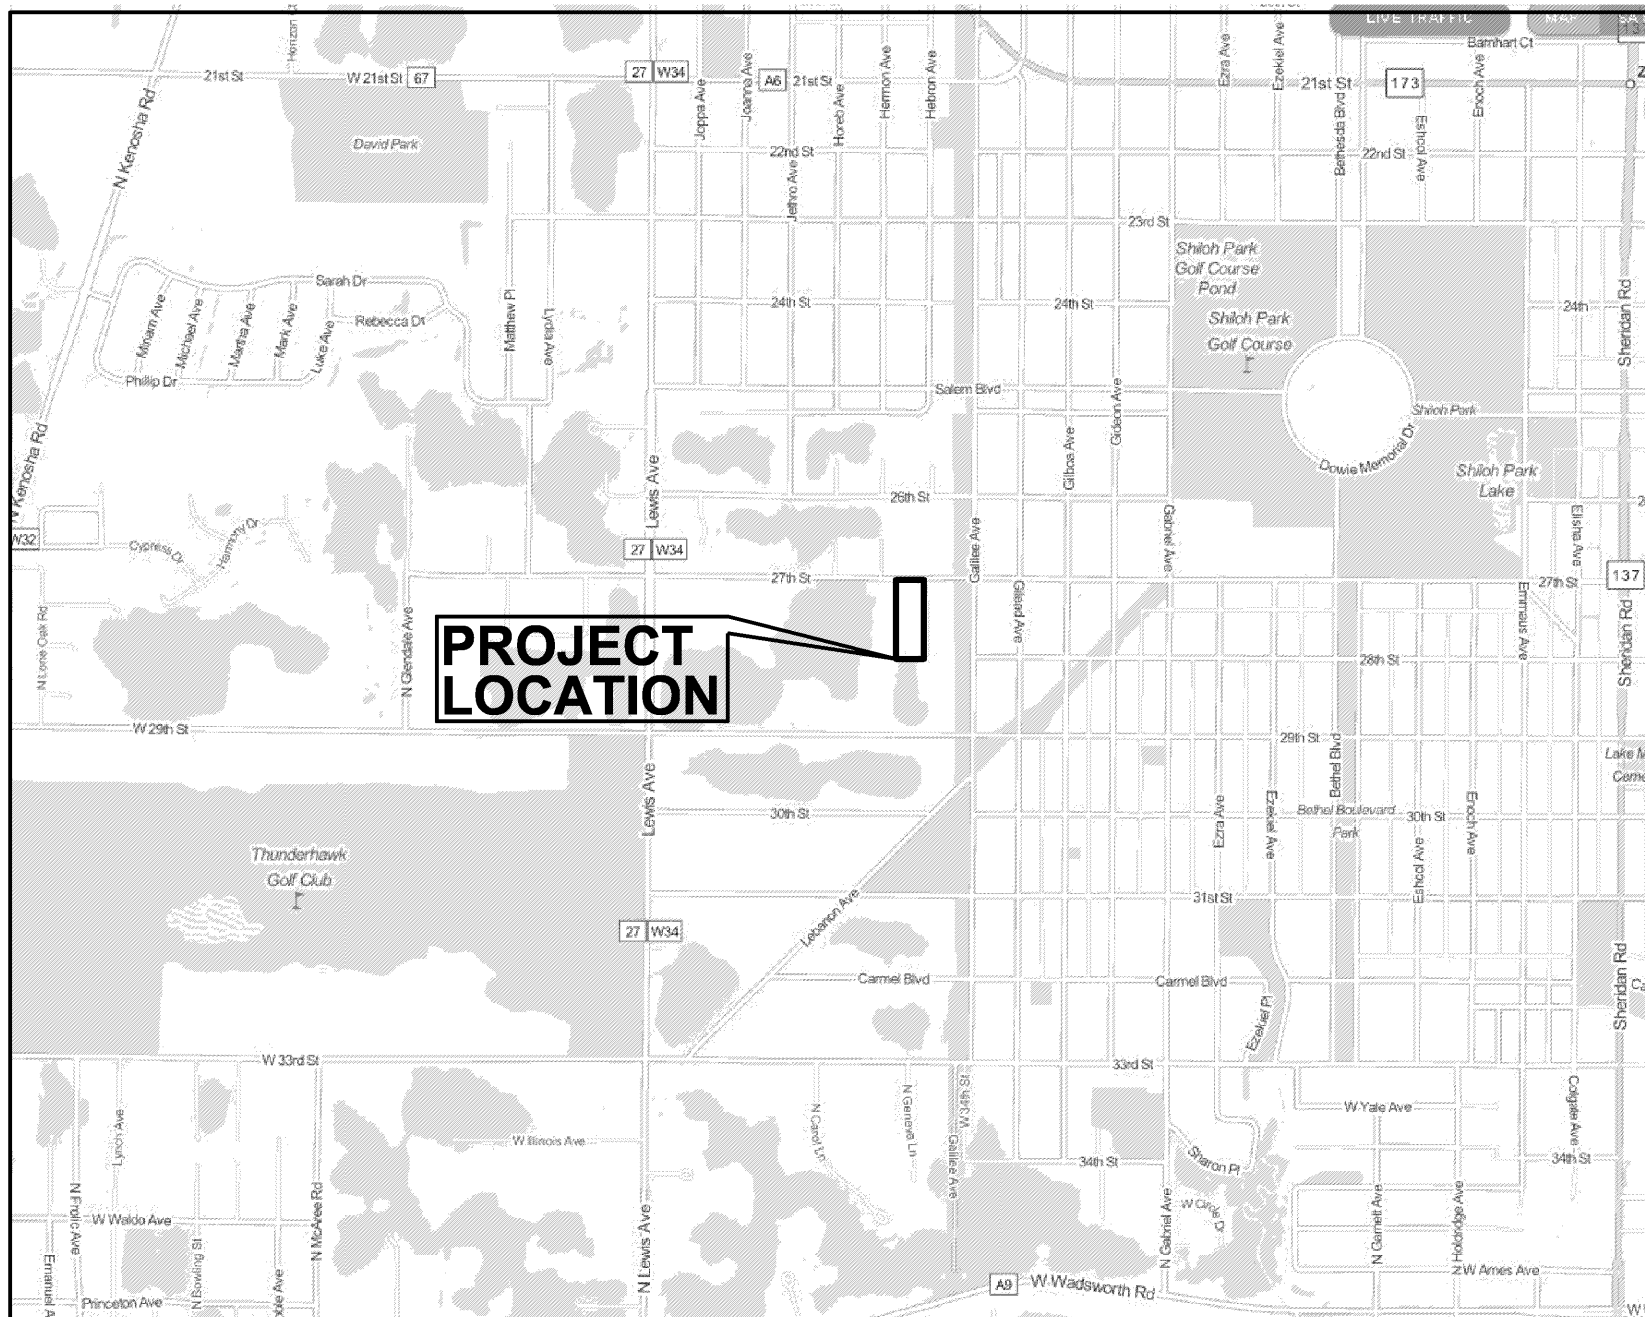 LIVE TRAFFIC
MAP
Barnhart Ct
21st St
W 21st St
67
27
W34
A6
21st St
21st St
173
N Kenosha Rd
Joppa Ave
Joanna Ave
Horeb Ave
Hermon Ave
Hebron Ave
Ezra Ave
Ezekiel Ave
Bethesda Blvd
Eshcol Ave
Enoch Ave
David Park
22nd St
22nd St
Jethro Ave
23rd St
Shiloh Park
Golf Course
Pond
Sarah Dr
Rebecca Dr
Miriam Ave
Michael Ave
Martha Ave
Mark Ave
Luke Ave
Matthew Pl
Lydia Ave
24th St
24th St
24th
Sheridan Rd
Shiloh Park
Golf Course
Phillip Dr
Salem Blvd
Gideon Ave
Gilboa Ave
Shiloh Park
Dowie Memorial Dr
Shiloh Park
Lake
N Kenosha Rd
Lewis Ave
26th St
Galilee Ave
Gabriel Ave
Elisha Ave
W32
Cypress Dr
Harmony Dr
27
W34
27th St
27th St
137
Gilead Ave
Emmaus Ave
Sheridan Rd
N Stone Oak Rd
N Glendale Ave
PROJECT
LOCATION
28th St
W 29th St
29th St
Bethel Blvd
Lewis Ave
30th St
Ezra Ave
Ezekiel Ave
Bethel Boulevard
Park
30th St
Enoch Ave
Eshcol Ave
Thunderhawk
Golf Club
31st St
Lebanon Ave
27
W34
Carmel Blvd
Carmel Blvd
Ezekiel Pl
Sheridan Rd
W 33rd St
33rd St
Lynch Ave
W Illinois Ave
N Carol Ln
N Geneva Ln
W 34th St
Galilee Ave
W Yale Ave
Colgate Ave
34th St
34th St
Sharon Pl
W Circle Dr
N Frolic Ave
W Waldo Ave
N Bowling St
N McAree Rd
N Lewis Ave
N Gabriel Ave
N Garnett Ave
N Holdridge Ave
Princeton Ave
A9
W Wadsworth Rd
W Ames Ave